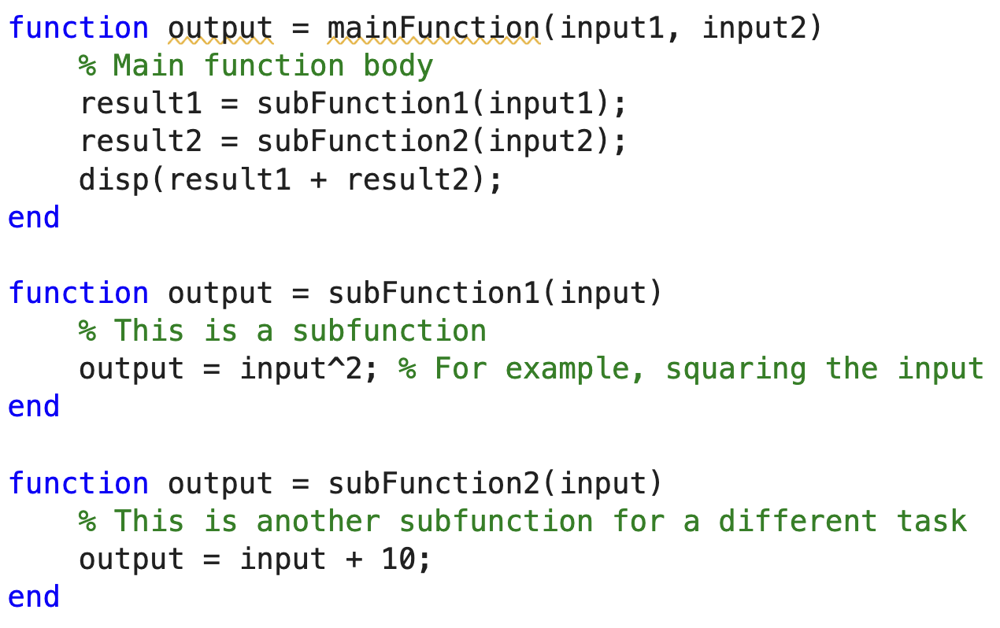 function output = mainFunction(input1, input2)
    % Main function body
    result1 = subFunction1(input1);
    result2 = subFunction2(input2);
    disp(result1 + result2);
end

function output = subFunction1(input)
    % This is a subfunction
    output = input^2; % For example, squaring the input
end

function output = subFunction2(input)
    % This is another subfunction for a different task
    output = input + 10;
end